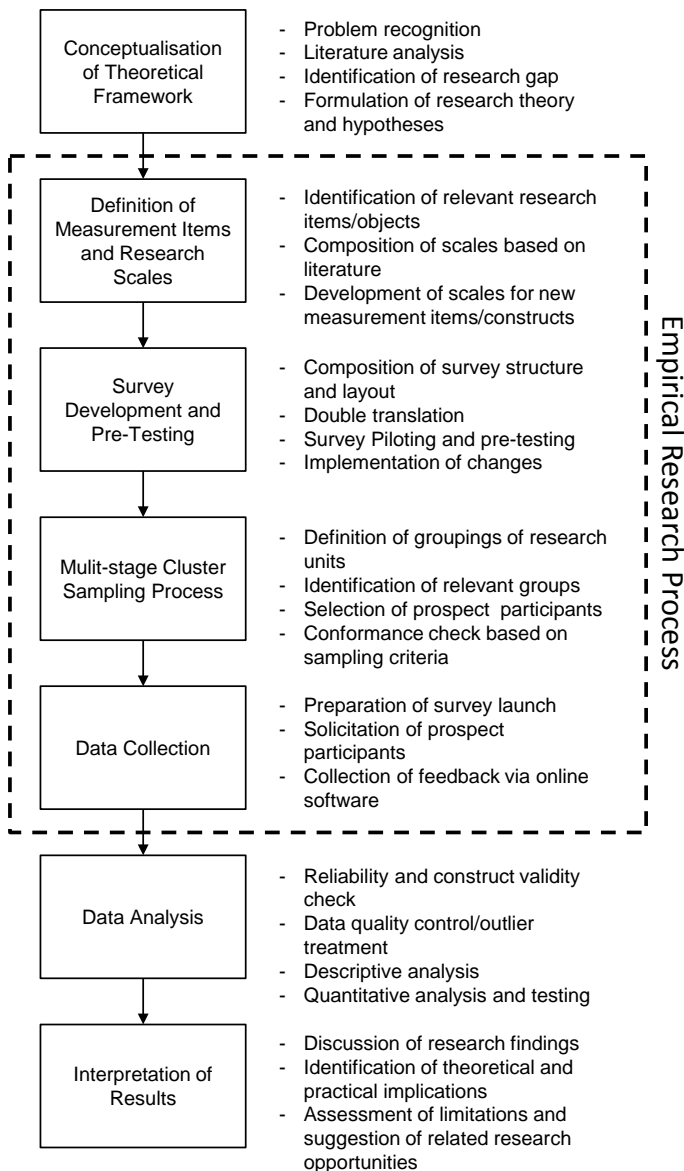 Conceptualisation
of Theoretical
Framework
- Problem recognition
- Literature analysis
- Identification of research gap
- Formulation of research theory
and hypotheses
Definition of
Measurement Items
and Research
Scales
- Identification of relevant research
items/objects
- Composition of scales based on
literature
- Development of scales for new
measurement items/constructs
Survey
Development and
Pre-Testing
- Composition of survey structure
and layout
- Double translation
- Survey Piloting and pre-testing
- Implementation of changes
Mulit-stage Cluster
Sampling Process
- Definition of groupings of research
units
- Identification of relevant groups
- Selection of prospect participants
- Conformance check based on
sampling criteria
Data Collection
- Preparation of survey launch
- Solicitation of prospect
participants
- Collection of feedback via online
software
Empirical Research Process
Data Analysis
- Reliability and construct validity
check
- Data quality control/outlier
treatment
- Descriptive analysis
- Quantitative analysis and testing
Interpretation of
Results
- Discussion of research findings
- Identification of theoretical and
practical implications
- Assessment of limitations and
suggestion of related research
opportunities